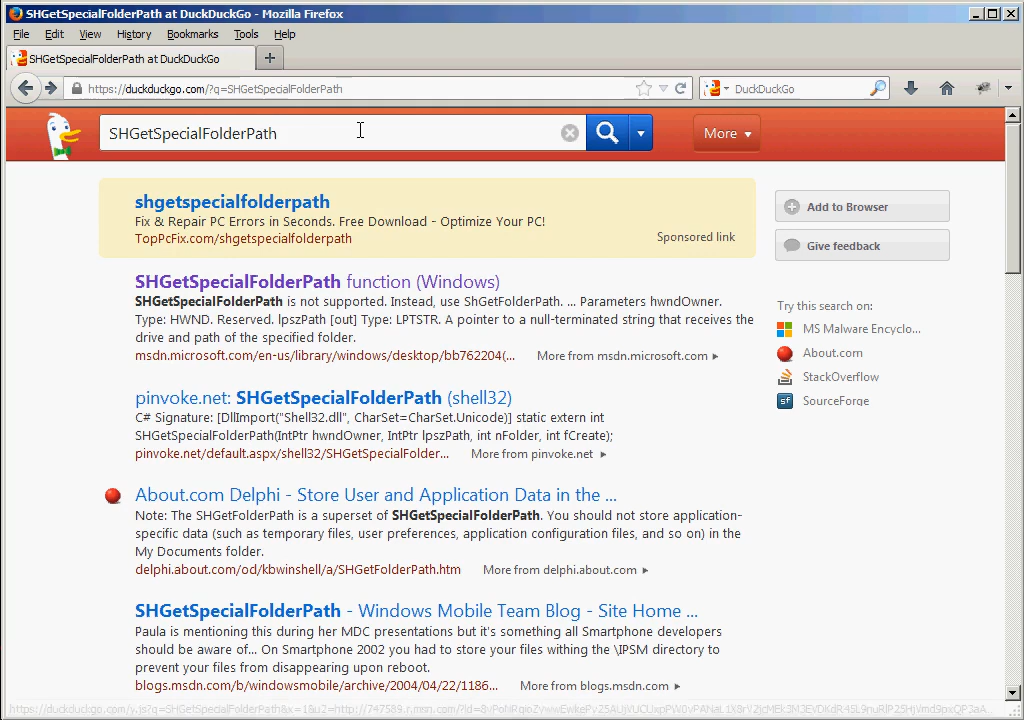 SHGetSpecialFolderPath at DuckDuckGo - Mozilla Firefox
File Edit View History Bookmarks Tools Help
SHGetSpecialFolderPath at DuckDuckGo
https://duckduckgo.com/?q=SHGetSpecialFolderPath
DuckDuckGo
SHGetSpecialFolderPath
More
shgetspecialfolderpath
Fix & Repair PC Errors in Seconds. Free Download - Optimize Your PC!
TopPcFix.com/shgetspecialfolderpath
Sponsored link
SHGetSpecialFolderPath function (Windows)
SHGetSpecialFolderPath is not supported. Instead, use ShGetFolderPath. ... Parameters hwndOwner.
Type: HWND. Reserved. lpszPath [out] Type: LPTSTR. A pointer to a null-terminated string that receives the
drive and path of the specified folder.
msdn.microsoft.com/en-us/library/windows/desktop/bb762204(... More from msdn.microsoft.com
pinvoke.net: SHGetSpecialFolderPath (shell32)
C# Signature: [DllImport("Shell32.dll", CharSet=CharSet.Unicode)] static extern int
SHGetSpecialFolderPath(IntPtr hwndOwner, IntPtr lpszPath, int nFolder, int fCreate);
pinvoke.net/default.aspx/shell32/SHGetSpecialFolder... More from pinvoke.net
About.com Delphi - Store User and Application Data in the ...
Note: The SHGetFolderPath is a superset of SHGetSpecialFolderPath. You should not store application-
specific data (such as temporary files, user preferences, application configuration files, and so on) in the
My Documents folder.
delphi.about.com/od/kbwinshell/a/SHGetFolderPath.htm More from delphi.about.com
SHGetSpecialFolderPath - Windows Mobile Team Blog - Site Home ...
Paula is mentioning this during her MDC presentations but it's something all Smartphone developers
should be aware of... On Smartphone 2002 you had to store your files withing the \IPSM directory to
prevent your files from disappearing upon reboot.
blogs.msdn.com/b/windowsmobile/archive/2004/04/22/1186... More from blogs.msdn.com
Add to Browser
Give feedback
Try this search on:
MS Malware Encyclo...
About.com
StackOverflow
sf SourceForge